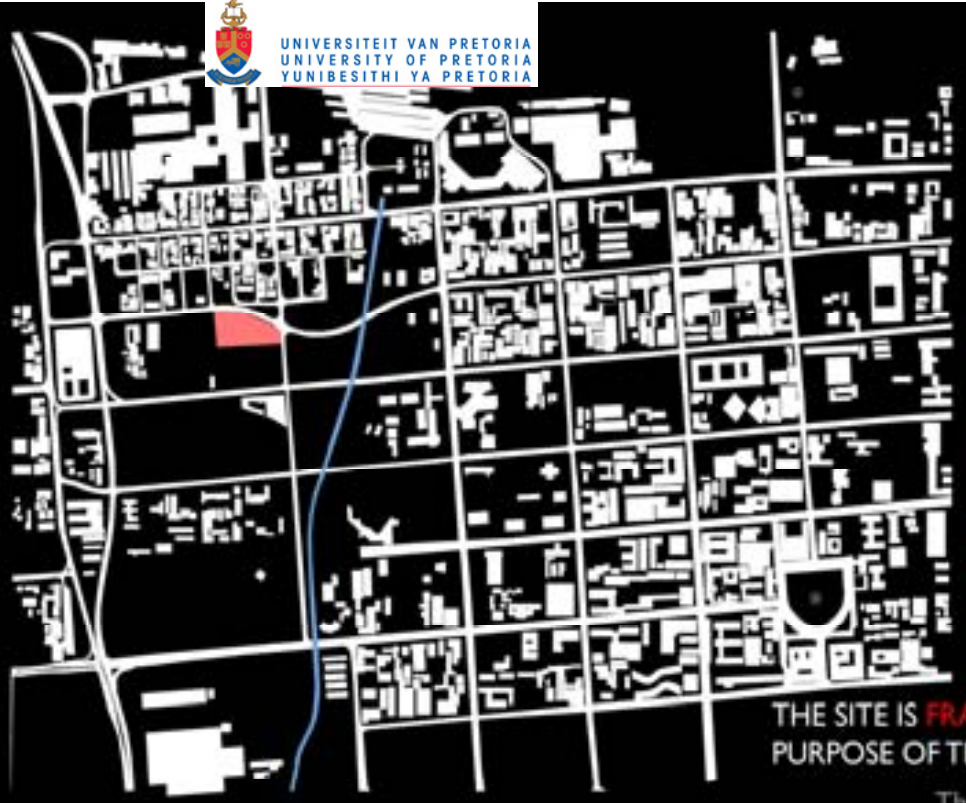 UNIVERSITEIT VAN PRETORIA
UNIVERSITY OF PRETORIA
YUNIBESITHI YA PRETORIA
THE SITE IS
PURPOSE OF